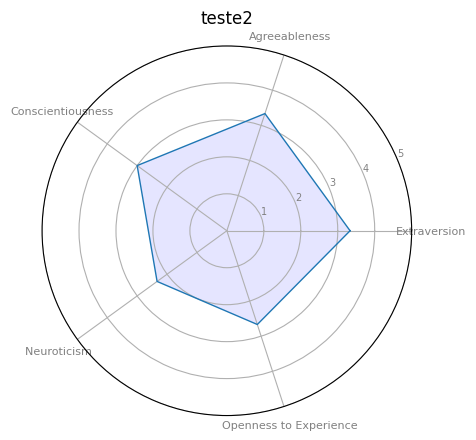 teste2
Agreeableness
Conscientiousness
5
4
3
2
1
Extraversion
Neuroticism
Openness to Experience